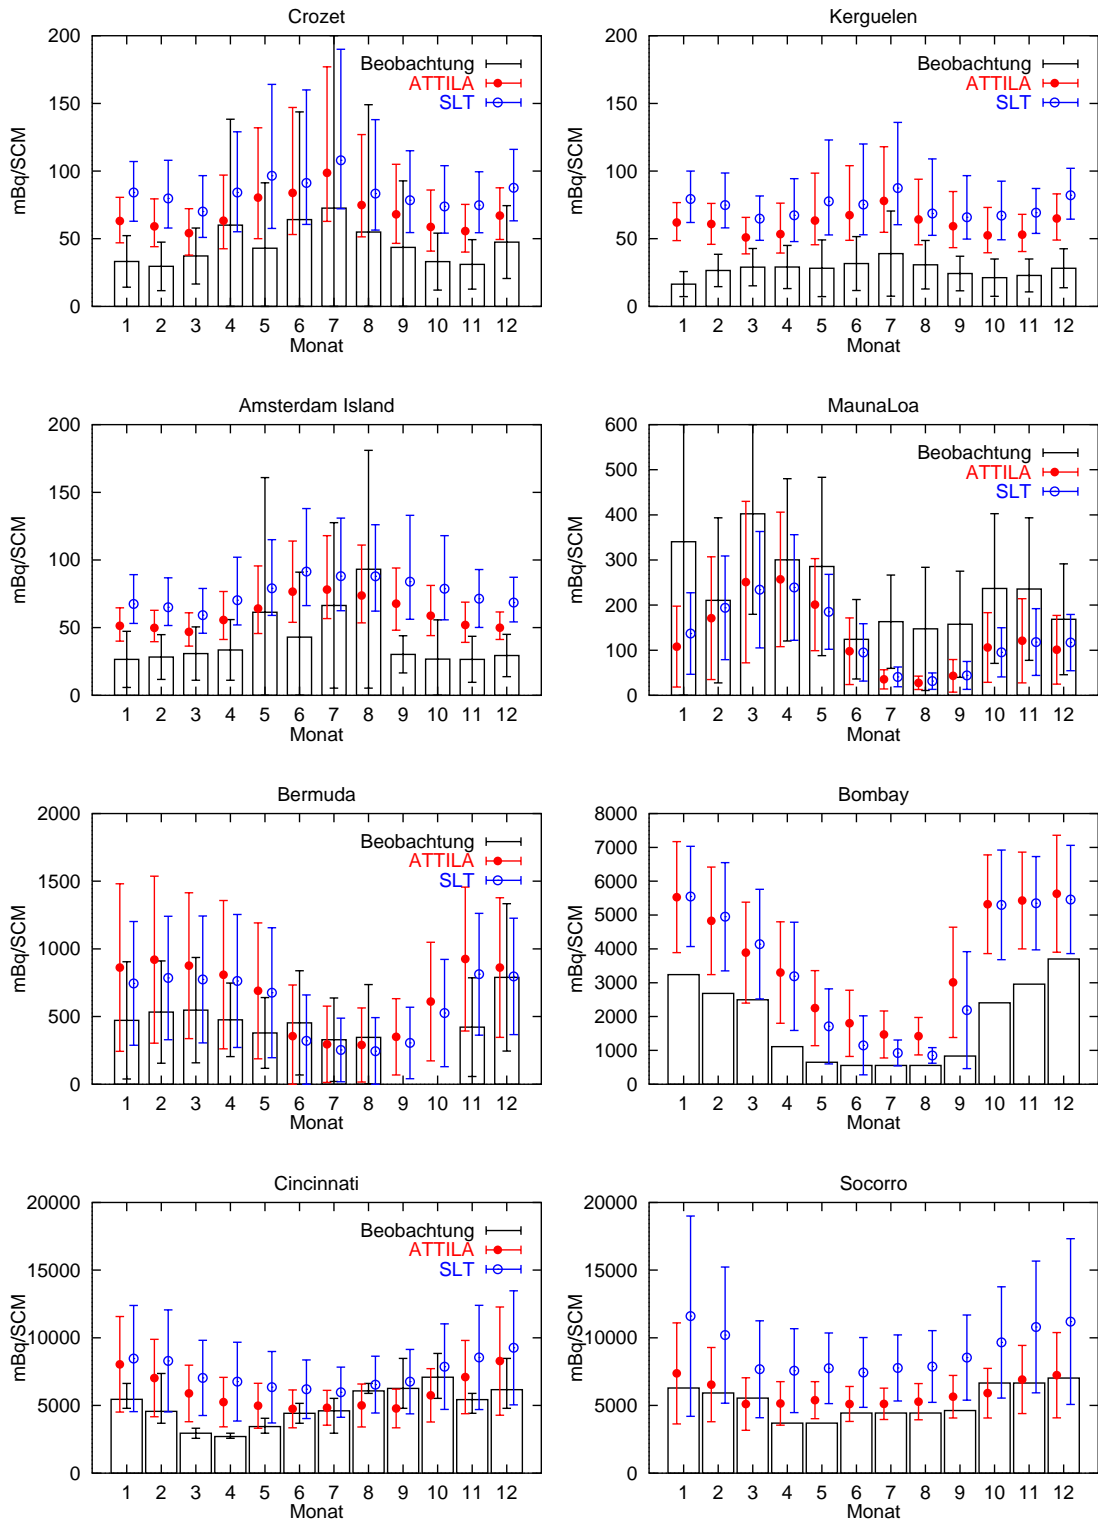 Crozet
200
150
100
50
0
mBq/SCM
Beobachtung
ATTILA
SLT
1 2 3 4 5 6 7 8 9 10 11 12
Monat
Kerguelen
200
150
100
50
0
mBq/SCM
Beobachtung
ATTILA
SLT
1 2 3 4 5 6 7 8 9 10 11 12
Monat
Amsterdam Island
200
150
100
50
0
mBq/SCM
1 2 3 4 5 6 7 8 9 10 11 12
Monat
MaunaLoa
600
500
400
300
200
100
0
mBq/SCM
Beobachtung
ATTILA
SLT
1 2 3 4 5 6 7 8 9 10 11 12
Monat
Bermuda
2000
1500
1000
500
0
mBq/SCM
Beobachtung
ATTILA
SLT
1 2 3 4 5 6 7 8 9 10 11 12
Monat
Bombay
8000
7000
6000
5000
4000
3000
2000
1000
0
mBq/SCM
1 2 3 4 5 6 7 8 9 10 11 12
Monat
Cincinnati
20000
15000
10000
5000
0
mBq/SCM
Beobachtung
ATTILA
SLT
1 2 3 4 5 6 7 8 9 10 11 12
Monat
Socorro
20000
15000
10000
5000
0
mBq/SCM
1 2 3 4 5 6 7 8 9 10 11 12
Monat